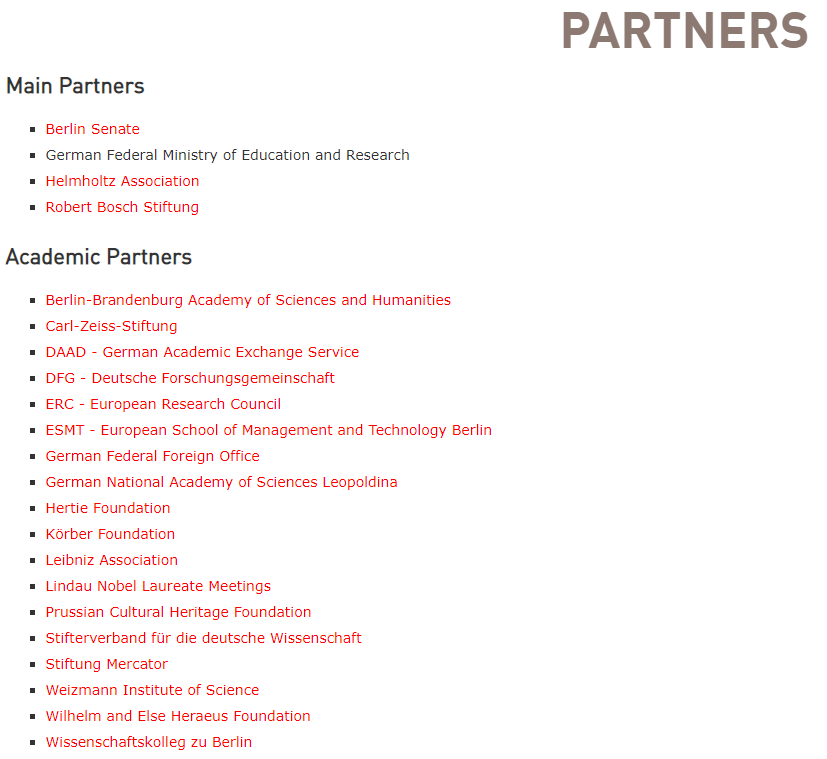 PARTNERS
Main Partners
Berlin Senate
German Federal Ministry of Education and Research
Helmholtz Association
Robert Bosch Stiftung
Academic Partners
Berlin-Brandenburg Academy of Sciences and Humanities
Carl-Zeiss-Stiftung
DAAD - German Academic Exchange Service
DFG - Deutsche Forschungsgemeinschaft
ERC - European Research Council
ESMT - European School of Management and Technology Berlin
German Federal Foreign Office
German National Academy of Sciences Leopoldina
Hertie Foundation
Körber Foundation
Leibniz Association
Lindau Nobel Laureate Meetings
Prussian Cultural Heritage Foundation
Stifterverband für die deutsche Wissenschaft
Stiftung Mercator
Weizmann Institute of Science
Wilhelm and Else Heraeus Foundation
Wissenschaftskolleg zu Berlin